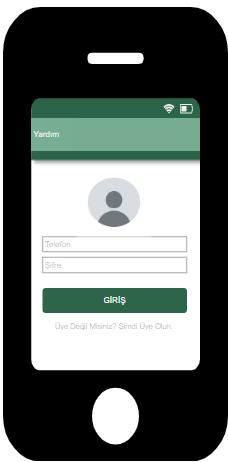 Yardım
Telefon
Şifre
GİRİŞ
Üye Değil Misiniz? Şimdi Üye Olun.